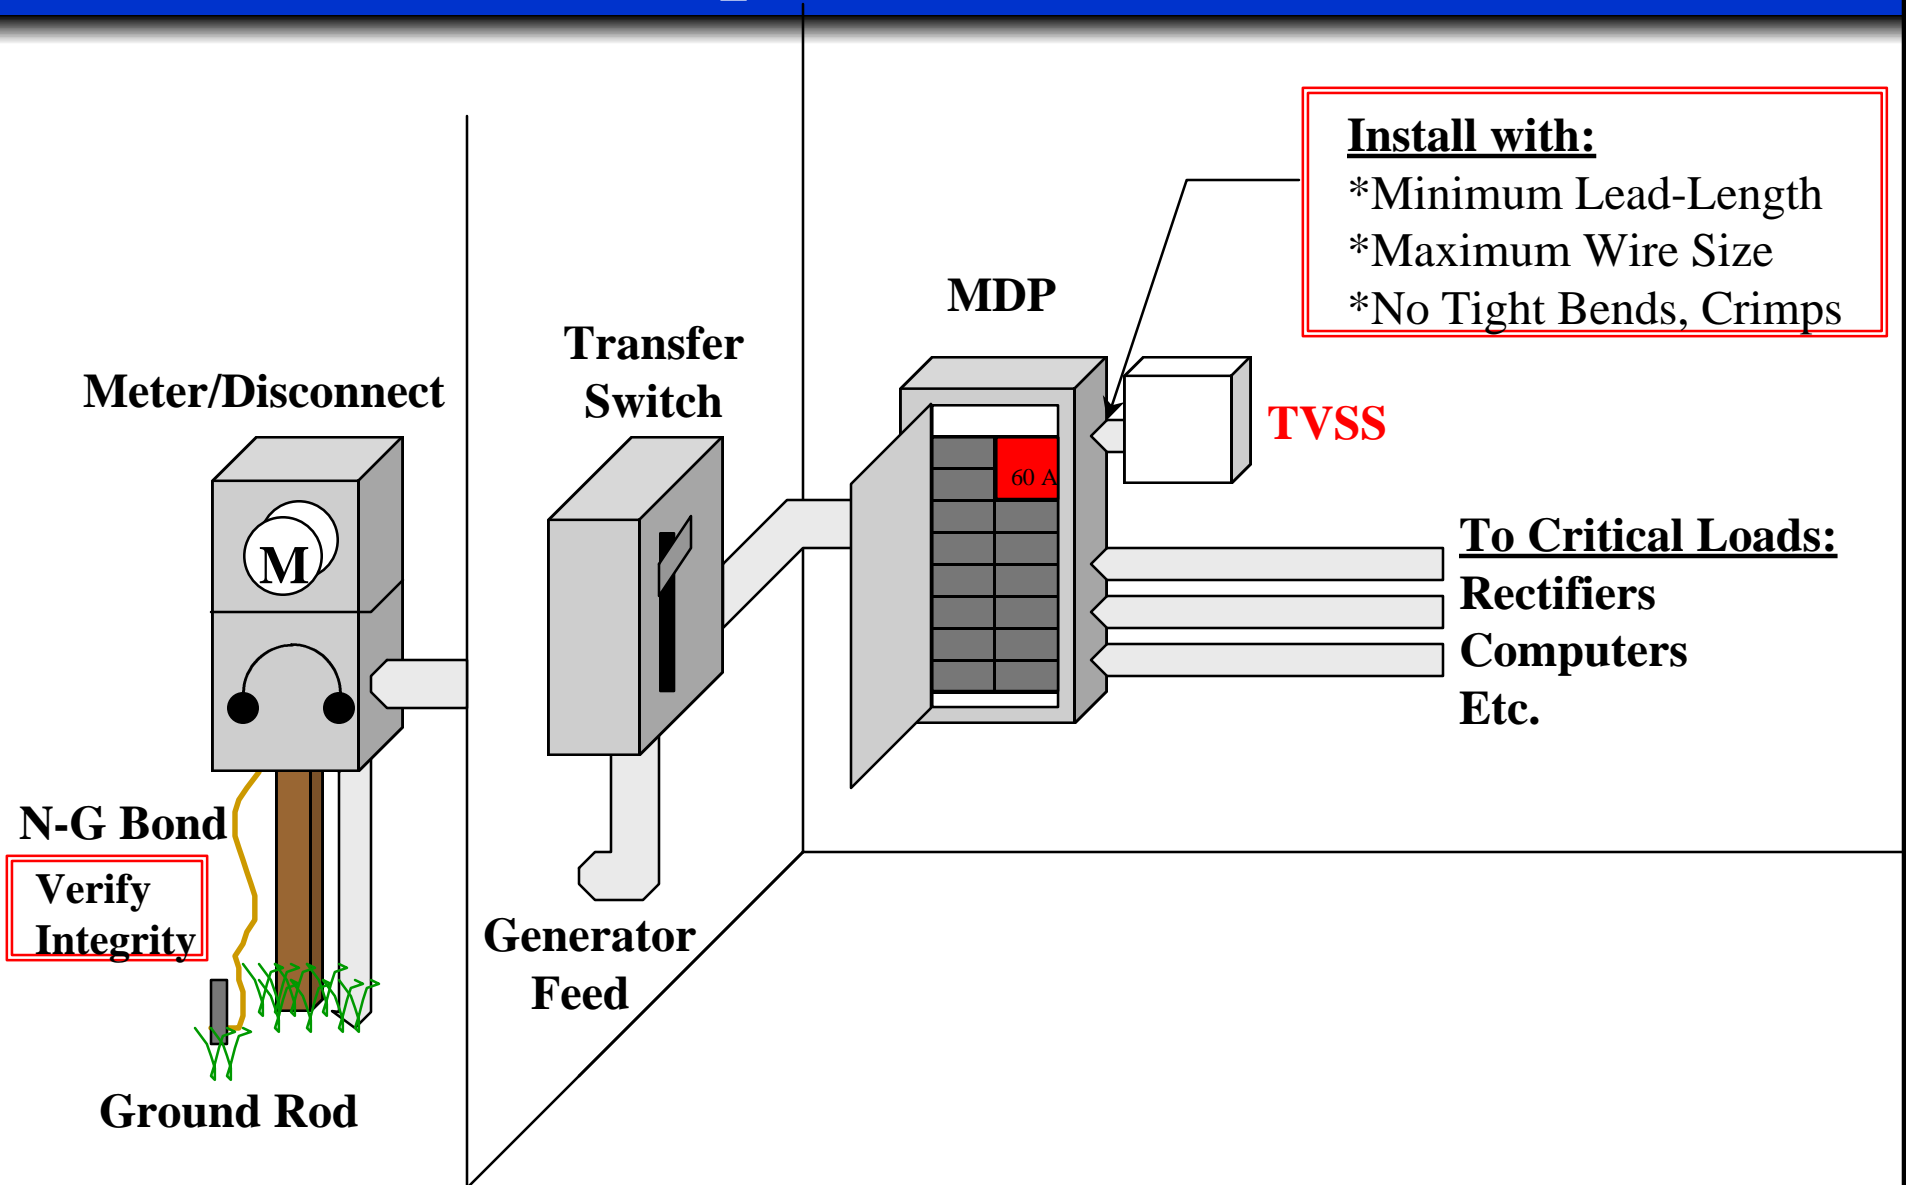 Install with:
*Minimum Lead-Length
*Maximum Wire Size
*No Tight Bends, Crimps
MDP
Transfer
Switch
Meter/Disconnect
TVSS
60 A
M
To Critical Loads:
Rectifiers
Computers
Etc.
N-G Bond
Verify
Integrity
Generator
Feed
Ground Rod